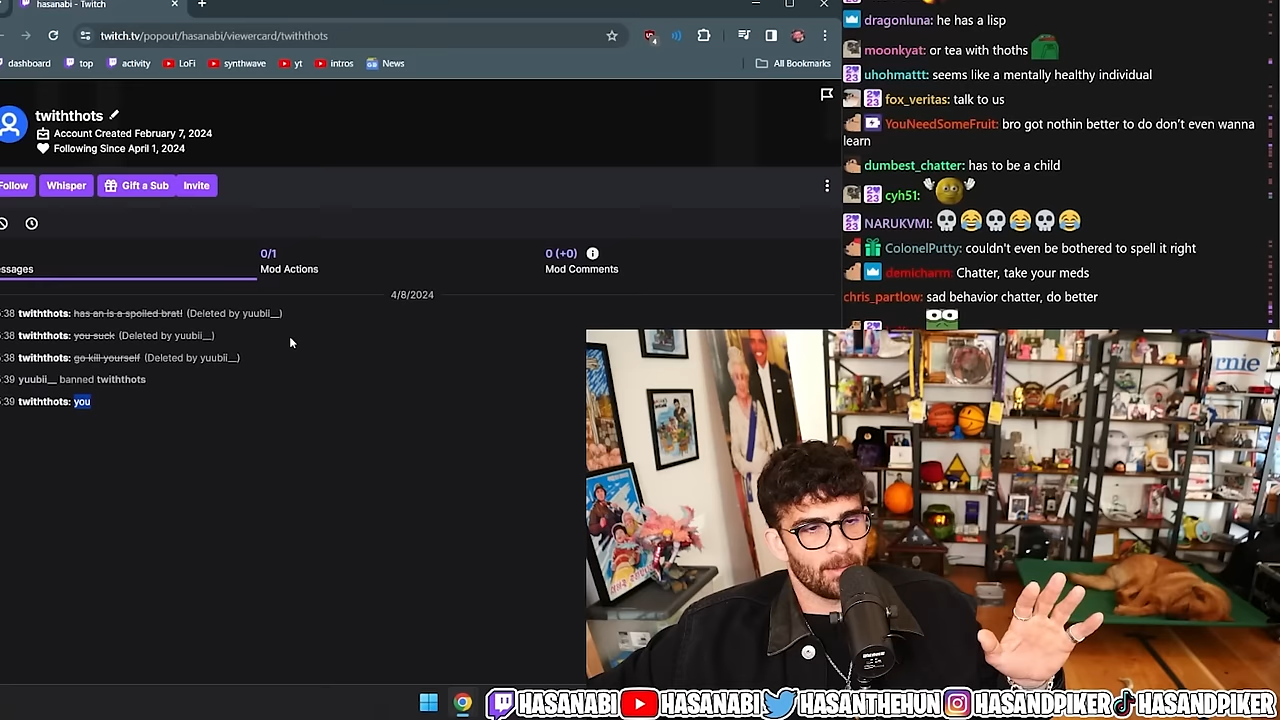 hasanabi - Twitch
twitch.tv/popout/hasanabi/viewercard/twiththots
4
dashboard
top
activity
LoFi
synthwave
yt
intros
News
All Bookmarks
twiththots
Account Created February 7, 2024
Following Since April 1, 2024
Follow
Whisper
Gift a Sub
Invite
0/1
Mod Actions
0 (+0)
Mod Comments
4/8/2024
:38 twiththots: has an is a spoiled brat! (Deleted by yuubii__)
:38 twiththots: you suck (Deleted by yuubii__)
:38 twiththots: go kill yourself (Deleted by yuubii__)
:39 yuubii__ banned twiththots
:39 twiththots: you
dragonluna: he has a lisp
moonkyat: or tea with thoths
uhohmattt: seems like a mentally healthy individual
fox_veritas: talk to us
YouNeedSomeFruit: bro got nothin better to do don't even wanna
learn
dumbest_chatter: has to be a child
cyh51:
NARUKVMI:
ColonelPutty: couldn't even be bothered to spell it right
demicharm: Chatter, take your meds
chris_partlow: sad behavior chatter, do better
rnie
HASANABI
HASANABI
HASANTHEHUN
HASANDPIKER
HASANDPIKER